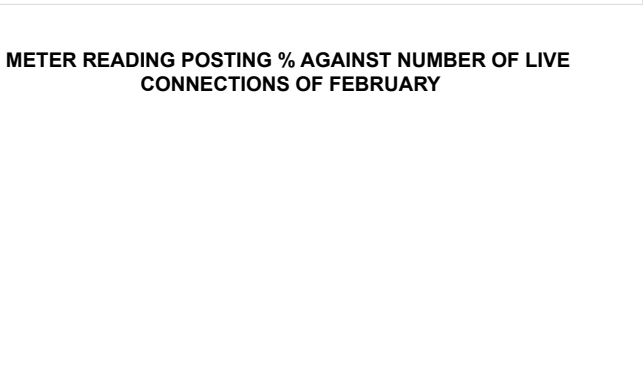 METER READING POSTING % AGAINST NUMBER OF LIVE
CONNECTIONS OF FEBRUARY